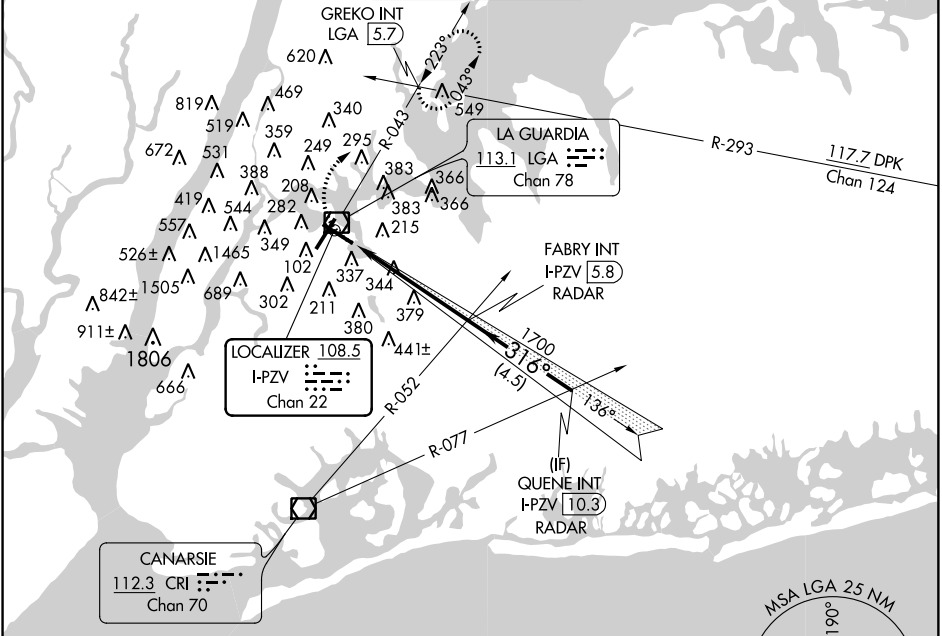 GREKO INT
LGA 5.7
223°
043°
620
549
819
469
519
340
359
R-043
R-293
117.7 DPK
Chan 124
LA GUARDIA
113.1 LGA
Chan 78
672
531
249
295
388
383
366
208
383
366
419
544
282
215
557
349
526±
1465
102
337
344
FABRY INT
I-PZV 5.8
RADAR
1505
689
302
211
379
842±
380
911±
441±
1806
666
LOCALIZER 108.5
I-PZV
Chan 22
1700
316°
(4.5)
136°
R-052
R-077
(IF)
QUENE INT
I-PZV 10.3
RADAR
CANARSIE
112.3 CRI
Chan 70
MSA LGA 25 NM